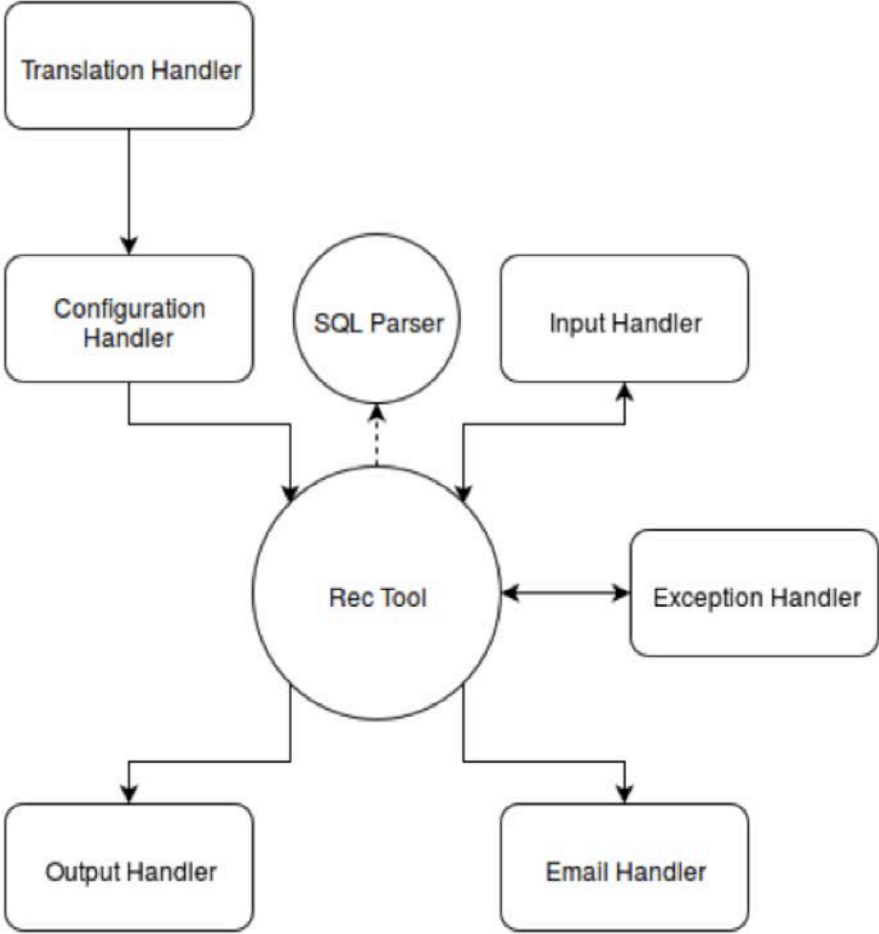 Translation Handler
Configuration
Handler
SQL Parser
Input Handler
Rec Tool
Exception Handler
Output Handler
Email Handler